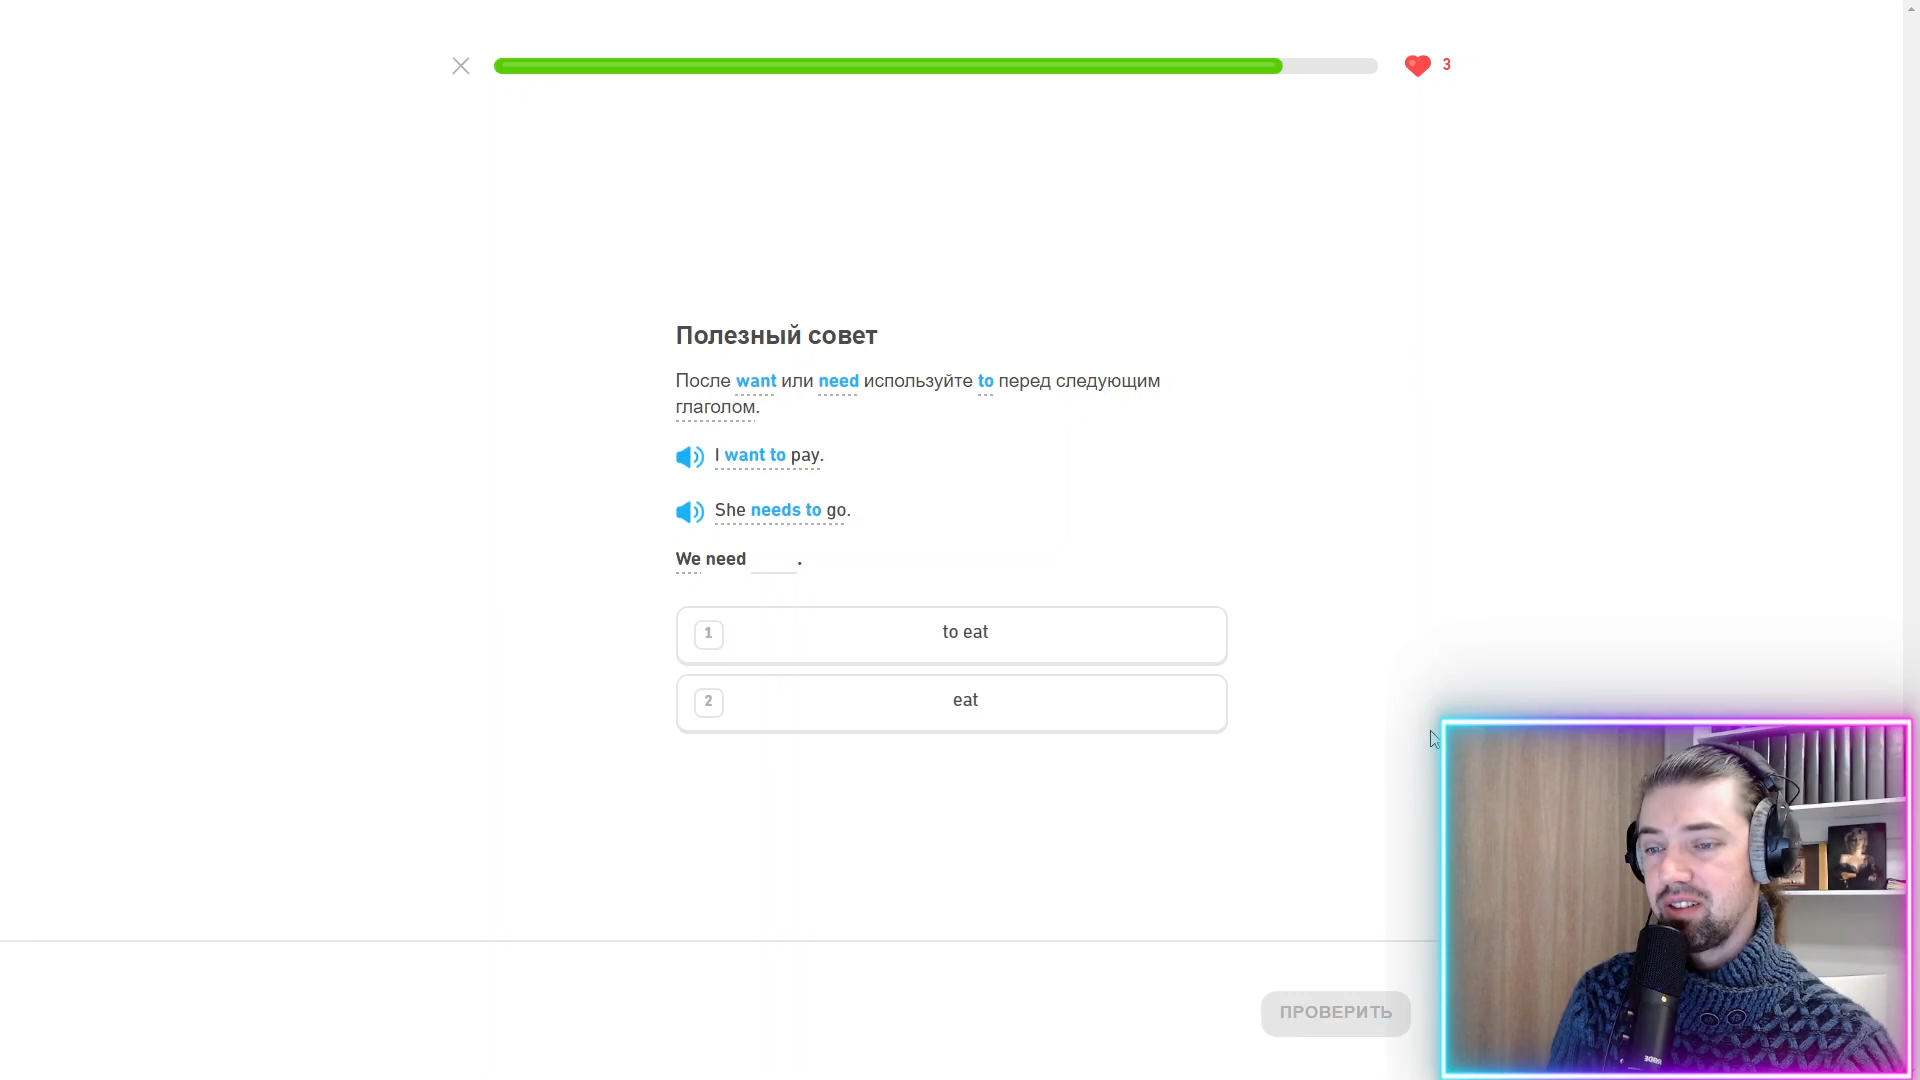 3
Полезный совет
После want или need используйте to перед следующим
глаголом.
I want to pay.
She needs to go.
We need ____.
1 to eat
2 eat
ПРОВЕРИТЬ